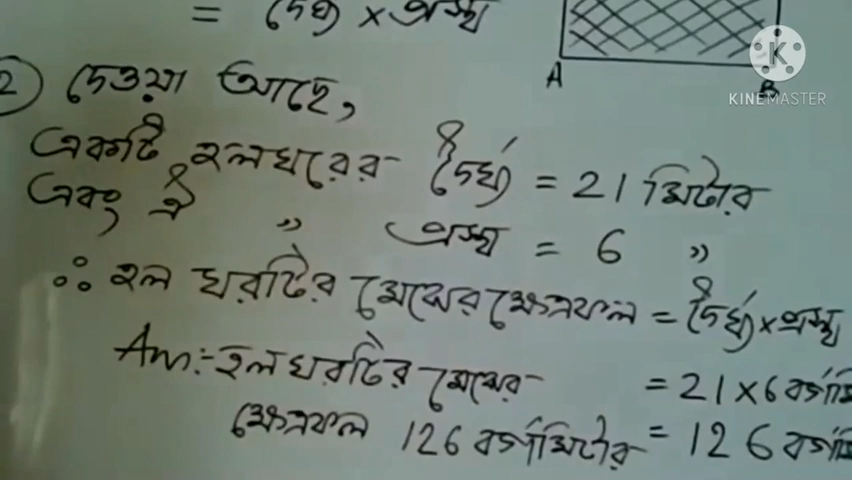 = দৈর্ঘ্য × প্রস্থ
A B
K
KINEMASTER
2 দেওয়া আছে,
একটি হলঘরের দৈর্ঘ্য = 21 মিটার
এবং ঐ " প্রস্থ = 6 "
∴ হল ঘরটির মেঝের ক্ষেত্রফল = দৈর্ঘ্য × প্রস্থ
= 21 × 6 বর্গমি
Ans:- হলঘরটির মেঝের
ক্ষেত্রফল 126 বর্গমিটার = 126 বর্গমি